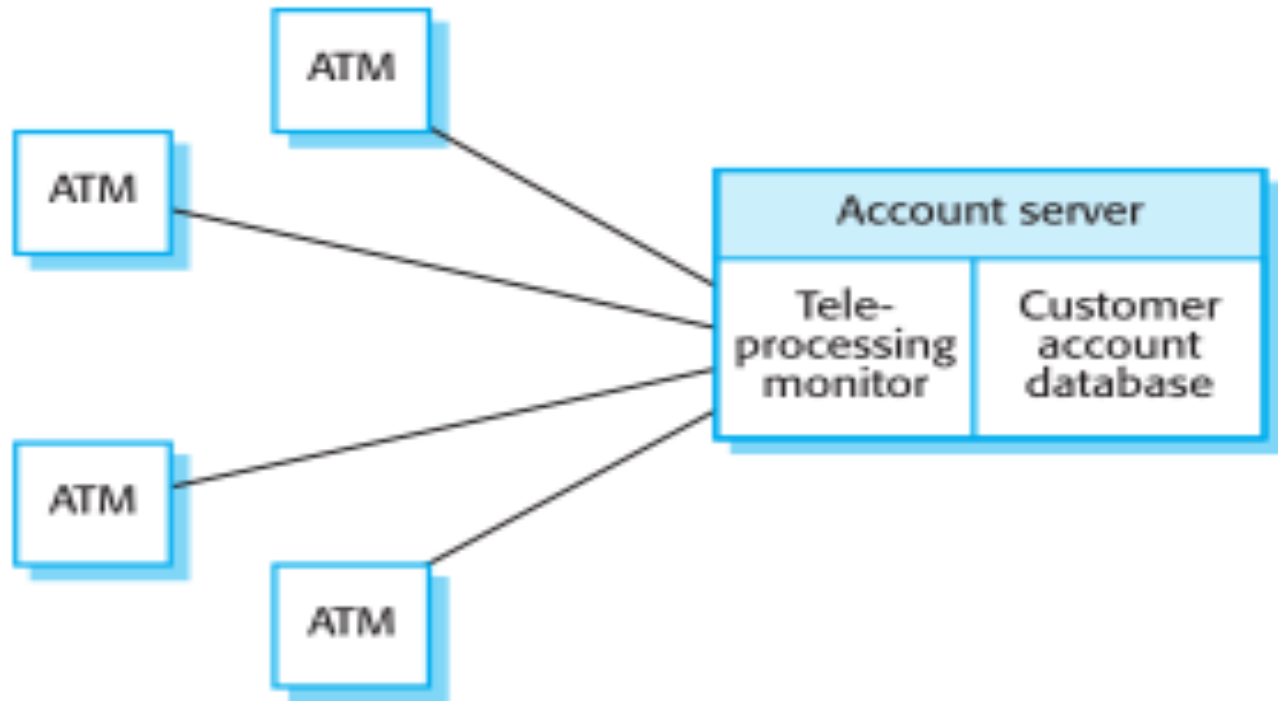 ATM
ATM
Account server
Tele-
processing
monitor
Customer
account
database
ATM
ATM